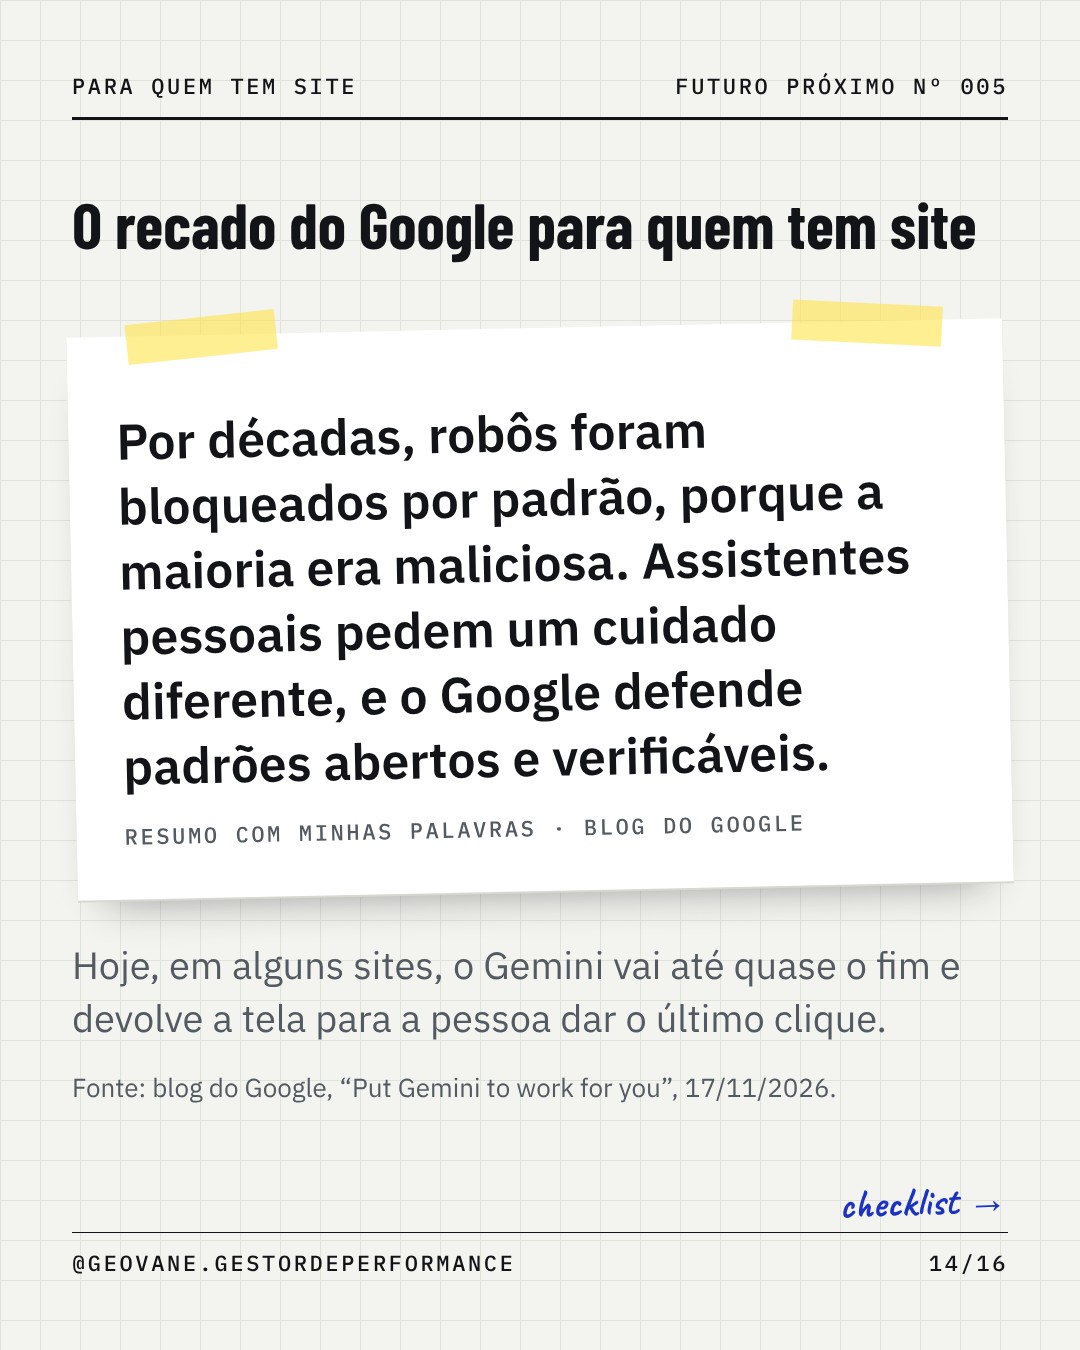 PARA QUEM TEM SITE
FUTURO PRÓXIMO Nº 005
O recado do Google para quem tem site
Por décadas, robôs foram
bloqueados por padrão, porque a
maioria era maliciosa. Assistentes
pessoais pedem um cuidado
diferente, e o Google defende
padrões abertos e verificáveis.
RESUMO COM MINHAS PALAVRAS · BLOG DO GOOGLE
Hoje, em alguns sites, o Gemini vai até quase o fim e
devolve a tela para a pessoa dar o último clique.
Fonte: blog do Google, “Put Gemini to work for you”, 17/11/2026.
checklist →
@GEOVANE.GESTORDEPERFORMANCE
14/16